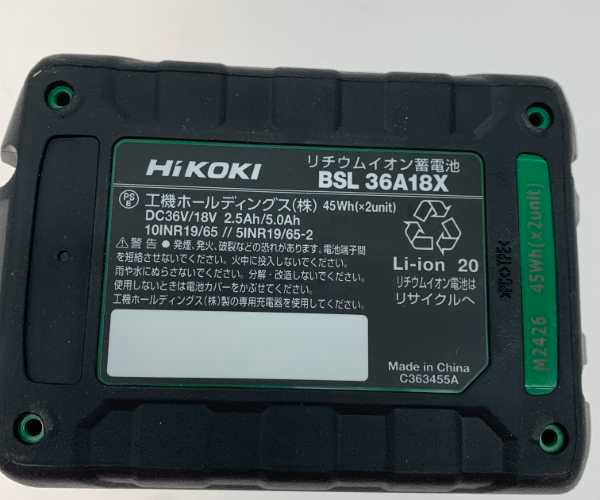 HiKOKI
リチウムイオン蓄電池
BSL 36A18X
PS
E
工機ホールディングス(株) 45Wh(×2unit)
DC36V/18V 2.5Ah/5.0Ah
10INR19/65 // 5INR19/65-2
⚠警告 ●発煙、発火、破裂などの恐れがあります。電池端子間
を短絡させないでください。火中に投入しないでください。
雨や水にぬらさないでください。分解・改造しないでください。
使用しないときは電池カバーをかぶせてください。
工機ホールディングス(株)製の専用充電器を使用してください。
Li-ion 20
リチウムイオン電池は
リサイクルへ
Made in China
C363455A
M2426 45Wh(×2unit)